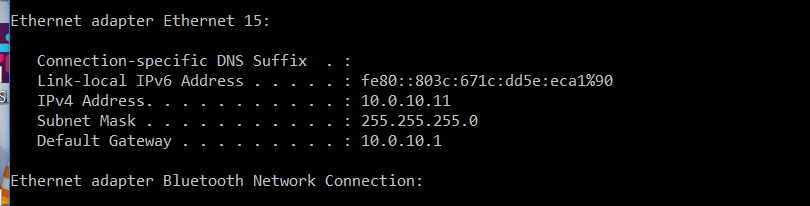 Ethernet adapter Ethernet 15:
Connection-specific DNS Suffix  . :
Link-local IPv6 Address . . . . . : fe80::803c:671c:dd5e:eca1%90
IPv4 Address. . . . . . . . . . . : 10.0.10.11
Subnet Mask . . . . . . . . . . . : 255.255.255.0
Default Gateway . . . . . . . . . : 10.0.10.1
Ethernet adapter Bluetooth Network Connection: